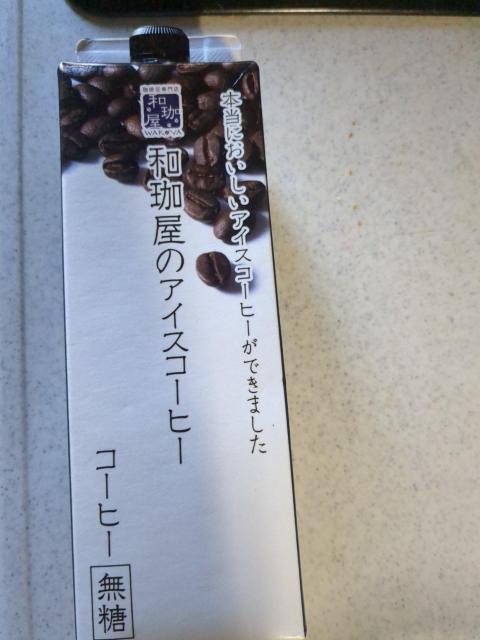 本当においしいアイスコーヒーができました
珈琲豆専門店
和珈屋
WAKOYA
和珈屋のアイスコーヒー
コーヒー 無糖